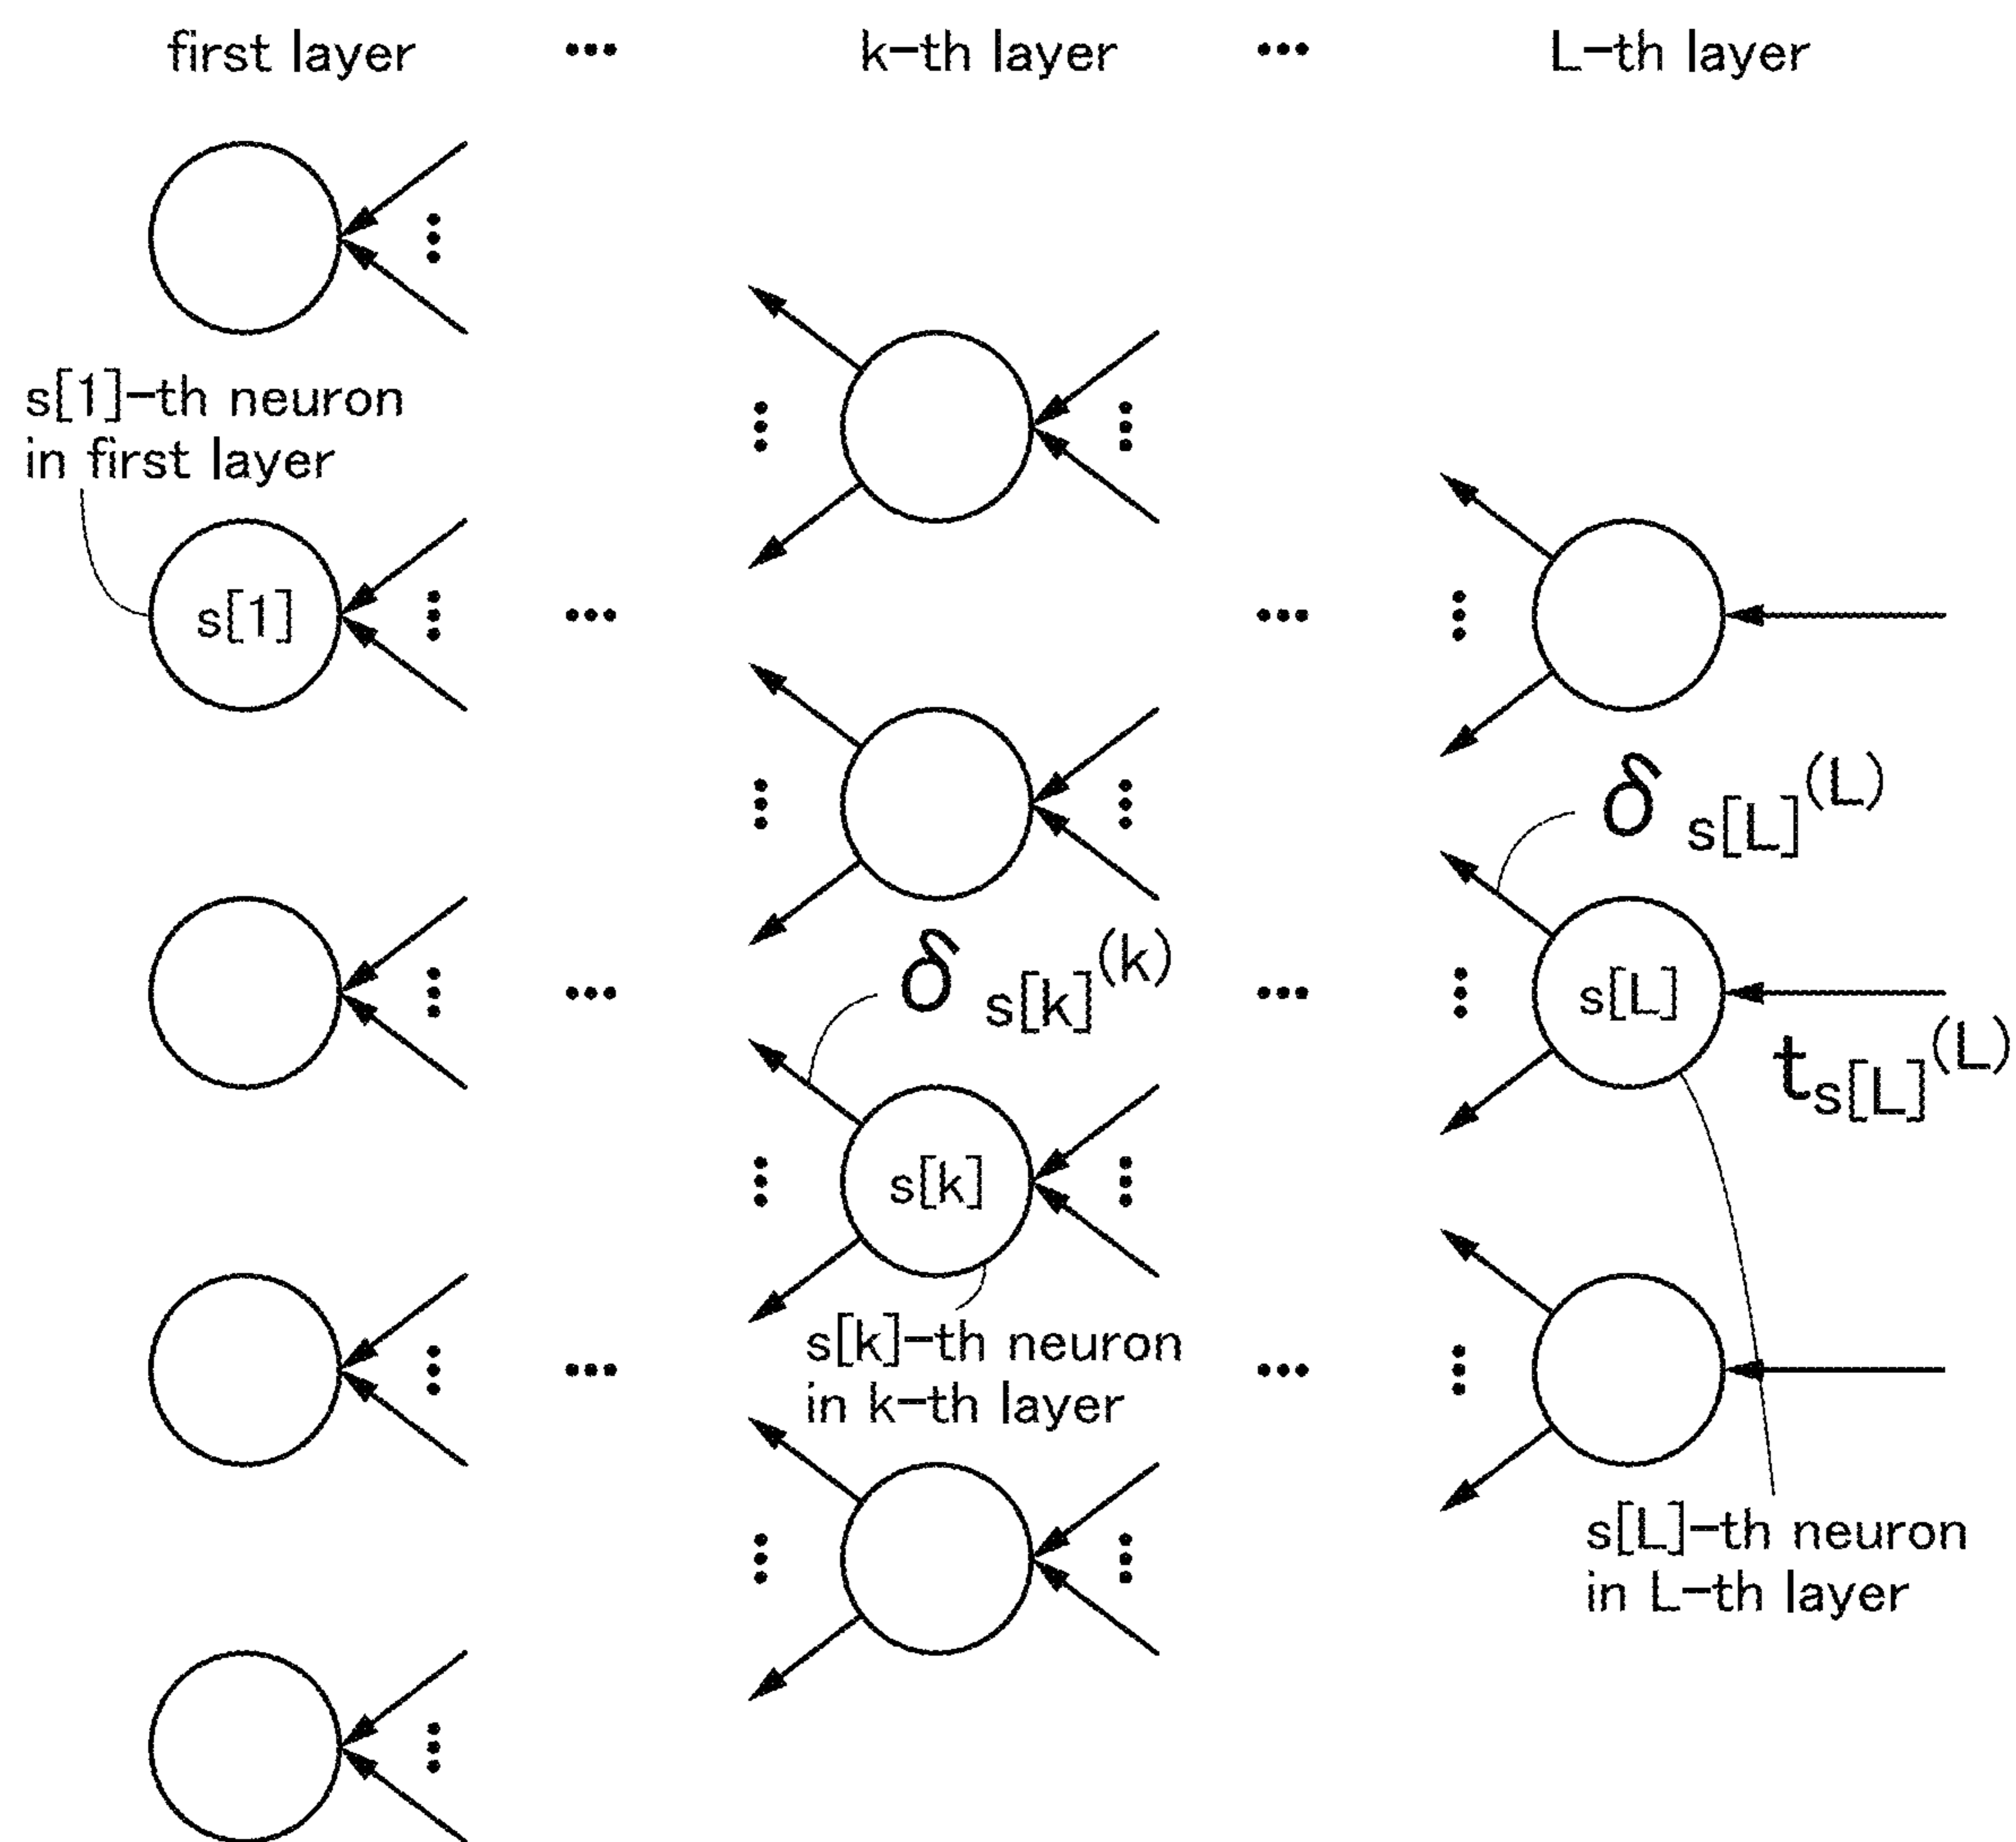 first layer ••• k-th layer ••• L-th layer
s[1]-th neuron
in first layer
s[1]
δ s[L](L)
δ s[k](k)
s[L]
ts[L](L)
s[k]
s[k]-th neuron
in k-th layer
s[L]-th neuron
in L-th layer